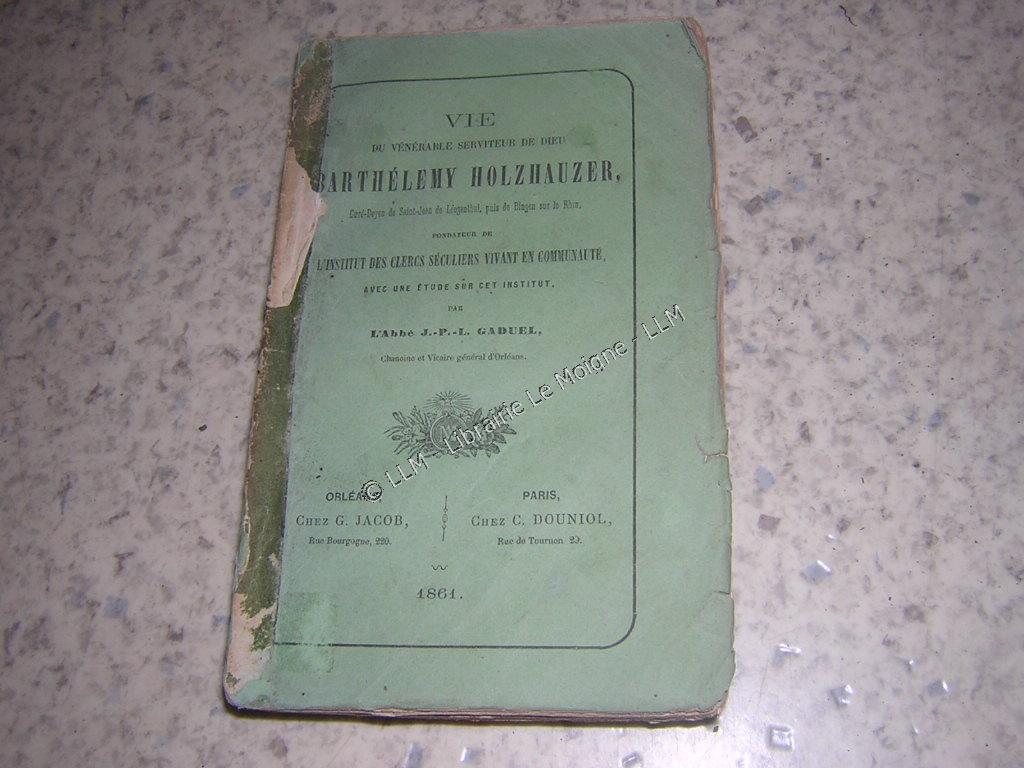 VIE
DU VÉNÉRABLE SERVITEUR DE DIEU
BARTHÉLEMY HOLZHAUZER,
Curé-Doyen de Saint-Jean de Léogenthal, puis de Bingen sur le Rhin,
FONDATEUR DE
L'INSTITUT DES CLERCS SÉCULIERS VIVANT EN COMMUNAUTÉ,
AVEC UNE ÉTUDE SUR CET INSTITUT,
PAR
L'Abbé J.-P.-L. GADUEL,
Chanoine et Vicaire général d'Orléans.
© LLM - Librairie Le Moigne - LLM
ORLÉANS,
CHEZ G. JACOB,
Rue Bourgogne, 220.
PARIS,
CHEZ C. DOUNIOL,
Rue de Tournon 29.
1861.